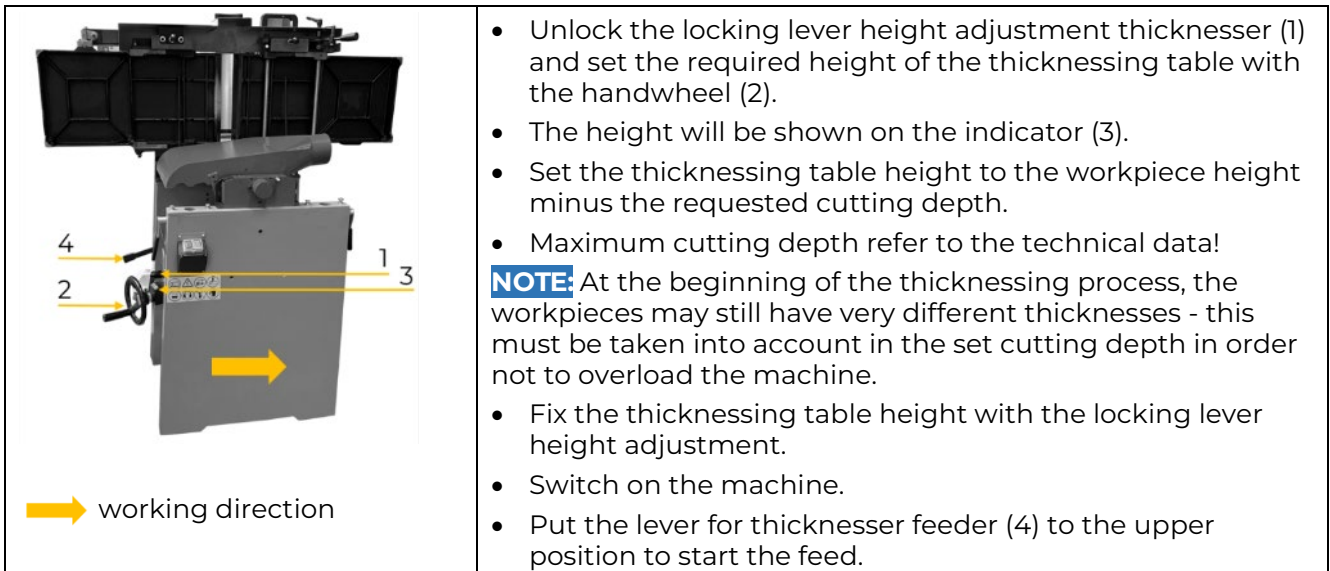 4
2
1
3
working direction
• Unlock the locking lever height adjustment thicknesser (1)
and set the required height of the thicknessing table with
the handwheel (2).
• The height will be shown on the indicator (3).
• Set the thicknessing table height to the workpiece height
minus the requested cutting depth.
• Maximum cutting depth refer to the technical data!
NOTE: At the beginning of the thicknessing process, the
workpieces may still have very different thicknesses - this
must be taken into account in the set cutting depth in order
not to overload the machine.
• Fix the thicknessing table height with the locking lever
height adjustment.
• Switch on the machine.
• Put the lever for thicknesser feeder (4) to the upper
position to start the feed.